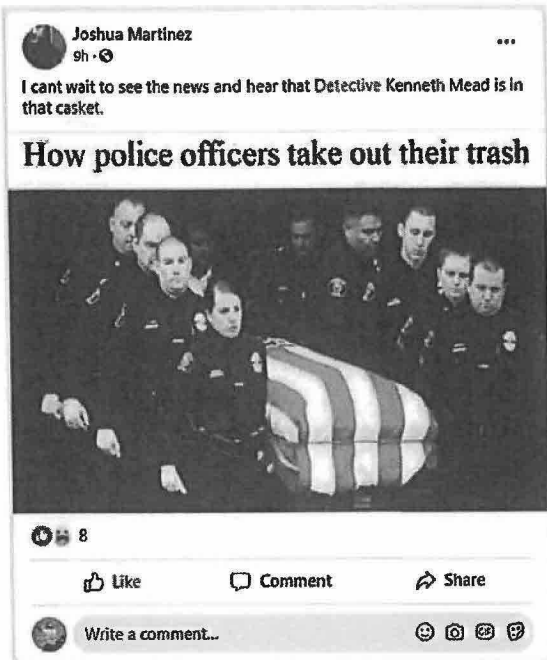 Joshua Martinez
9h ·
I cant wait to see the news and hear that Detective Kenneth Mead is in
that casket.
How police officers take out their trash
8
Like
Comment
Share
Write a comment...
GIF